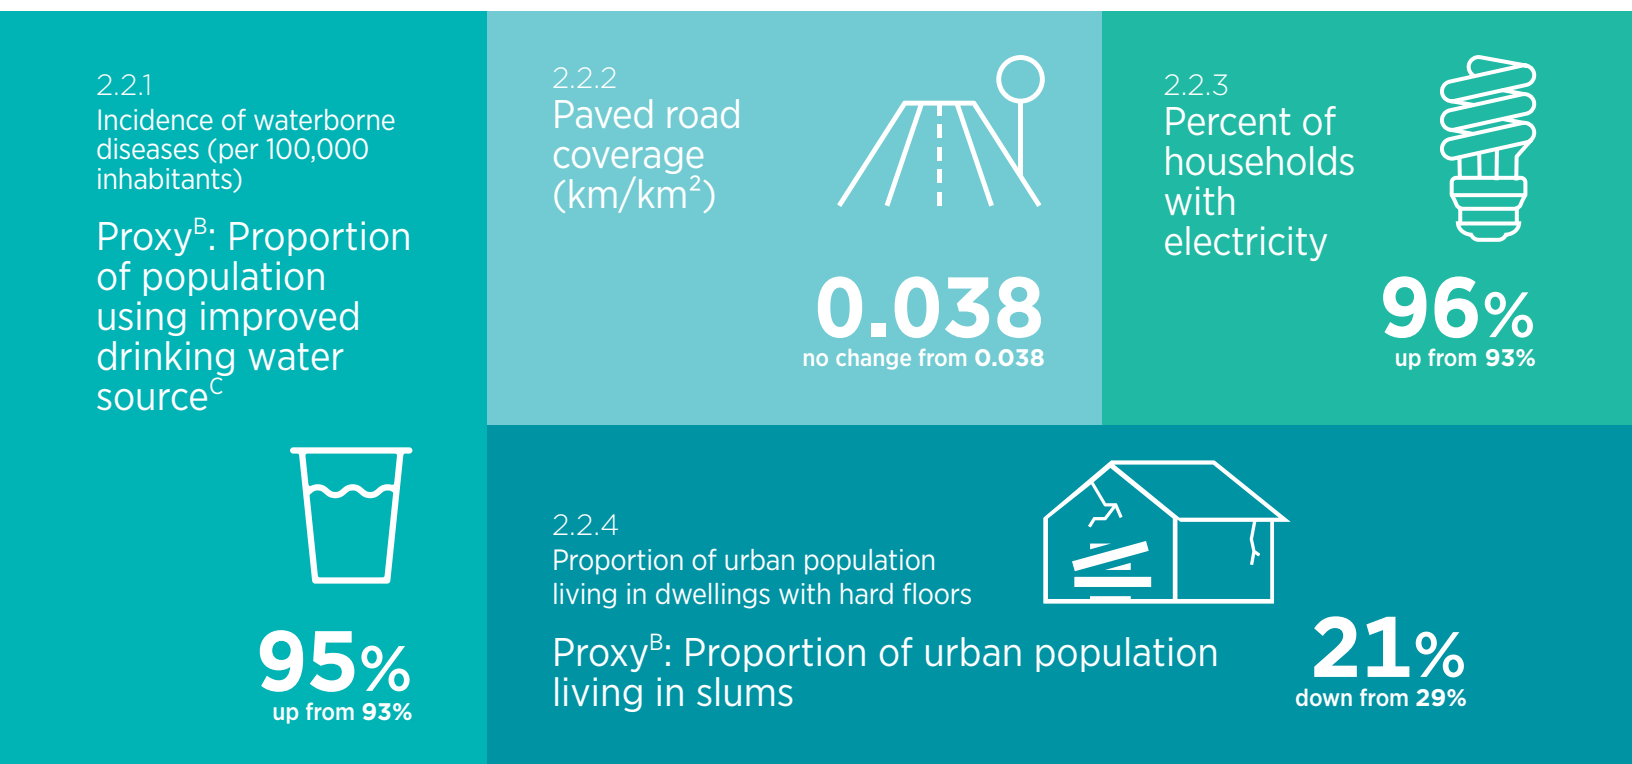 2.2.1
Incidence of waterborne
diseases (per 100,000
inhabitants)
Proxyᴮ: Proportion
of population
using improved
drinking water
sourceᶜ
95%
up from 93%
2.2.2
Paved road
coverage
(km/km²)
0.038
no change from 0.038
2.2.3
Percent of
households
with
electricity
96%
up from 93%
2.2.4
Proportion of urban population
living in dwellings with hard floors
Proxyᴮ: Proportion of urban population
living in slums
21%
down from 29%